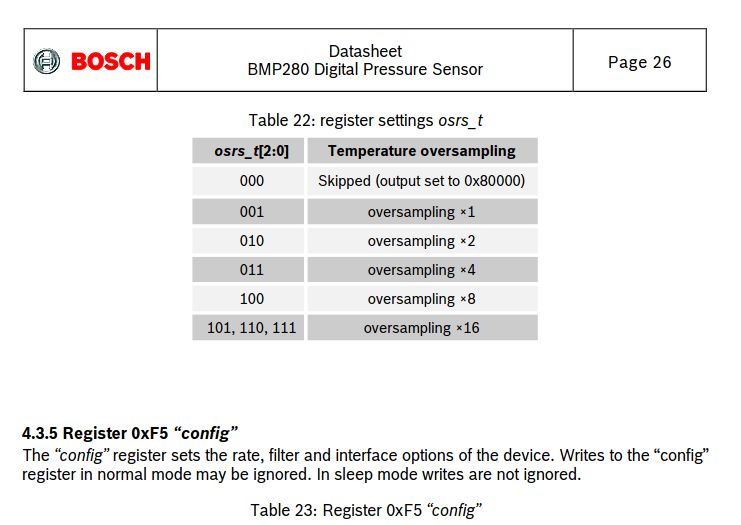 BOSCH
Datasheet
BMP280 Digital Pressure Sensor
Page 26
Table 22: register settings osrs_t
osrs_t[2:0] Temperature oversampling
000 Skipped (output set to 0x80000)
001 oversampling ×1
010 oversampling ×2
011 oversampling ×4
100 oversampling ×8
101, 110, 111 oversampling ×16
4.3.5 Register 0xF5 “config”
The “config” register sets the rate, filter and interface options of the device. Writes to the “config”
register in normal mode may be ignored. In sleep mode writes are not ignored.
Table 23: Register 0xF5 “config”